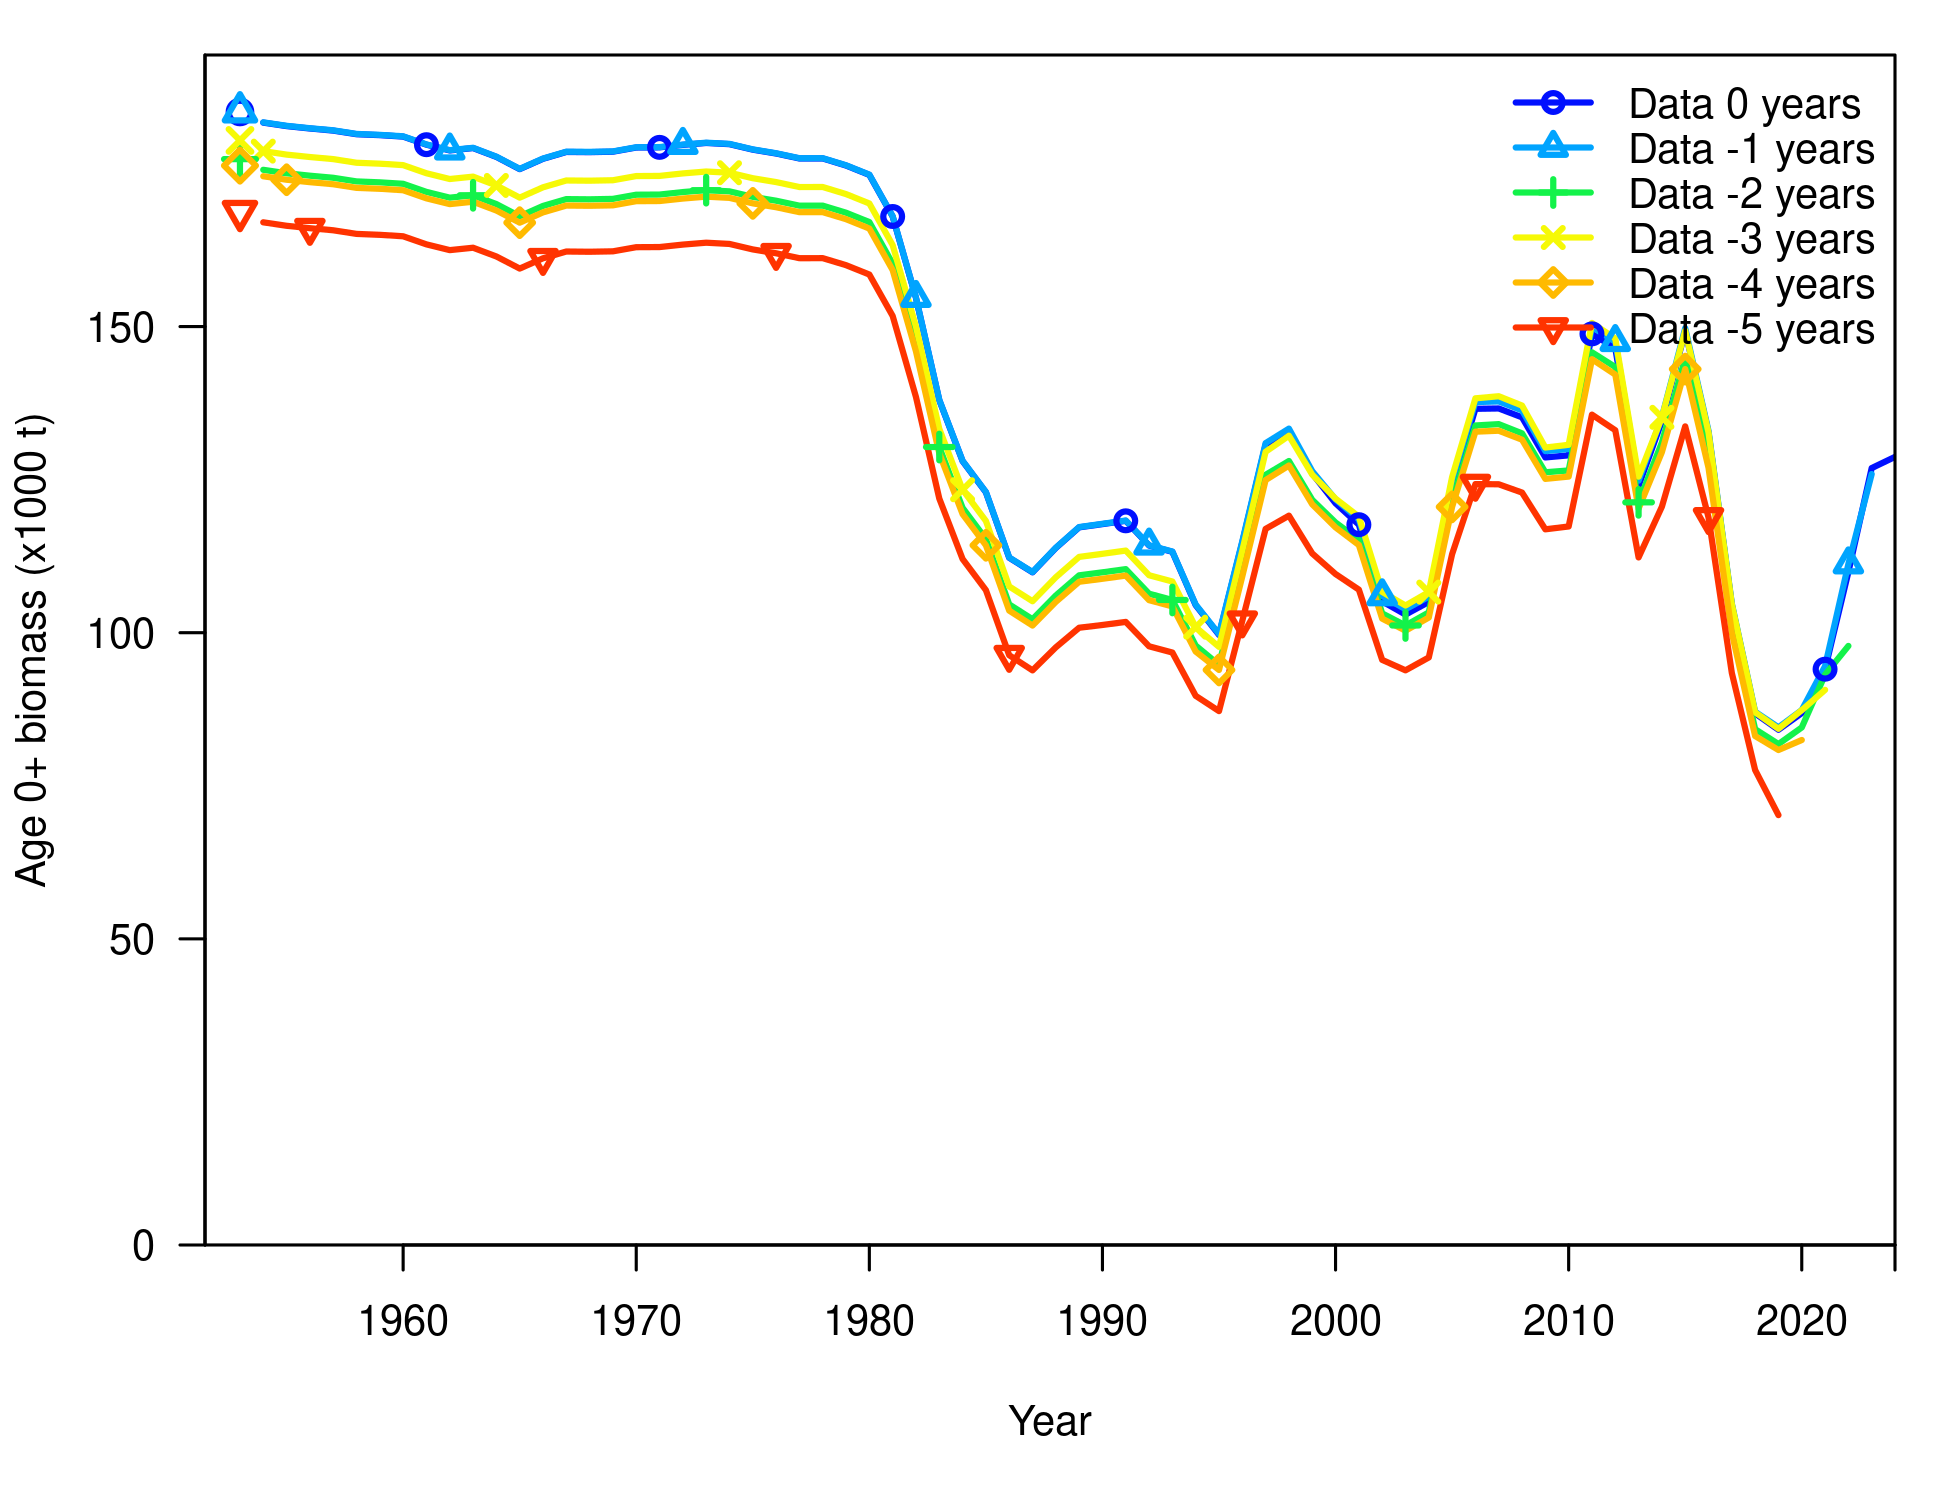 Data 0 years
Data -1 years
Data -2 years
Data -3 years
Data -4 years
Data -5 years
150
100
50
0
Age 0+ biomass (x1000 t)
1960 1970 1980 1990 2000 2010 2020
Year